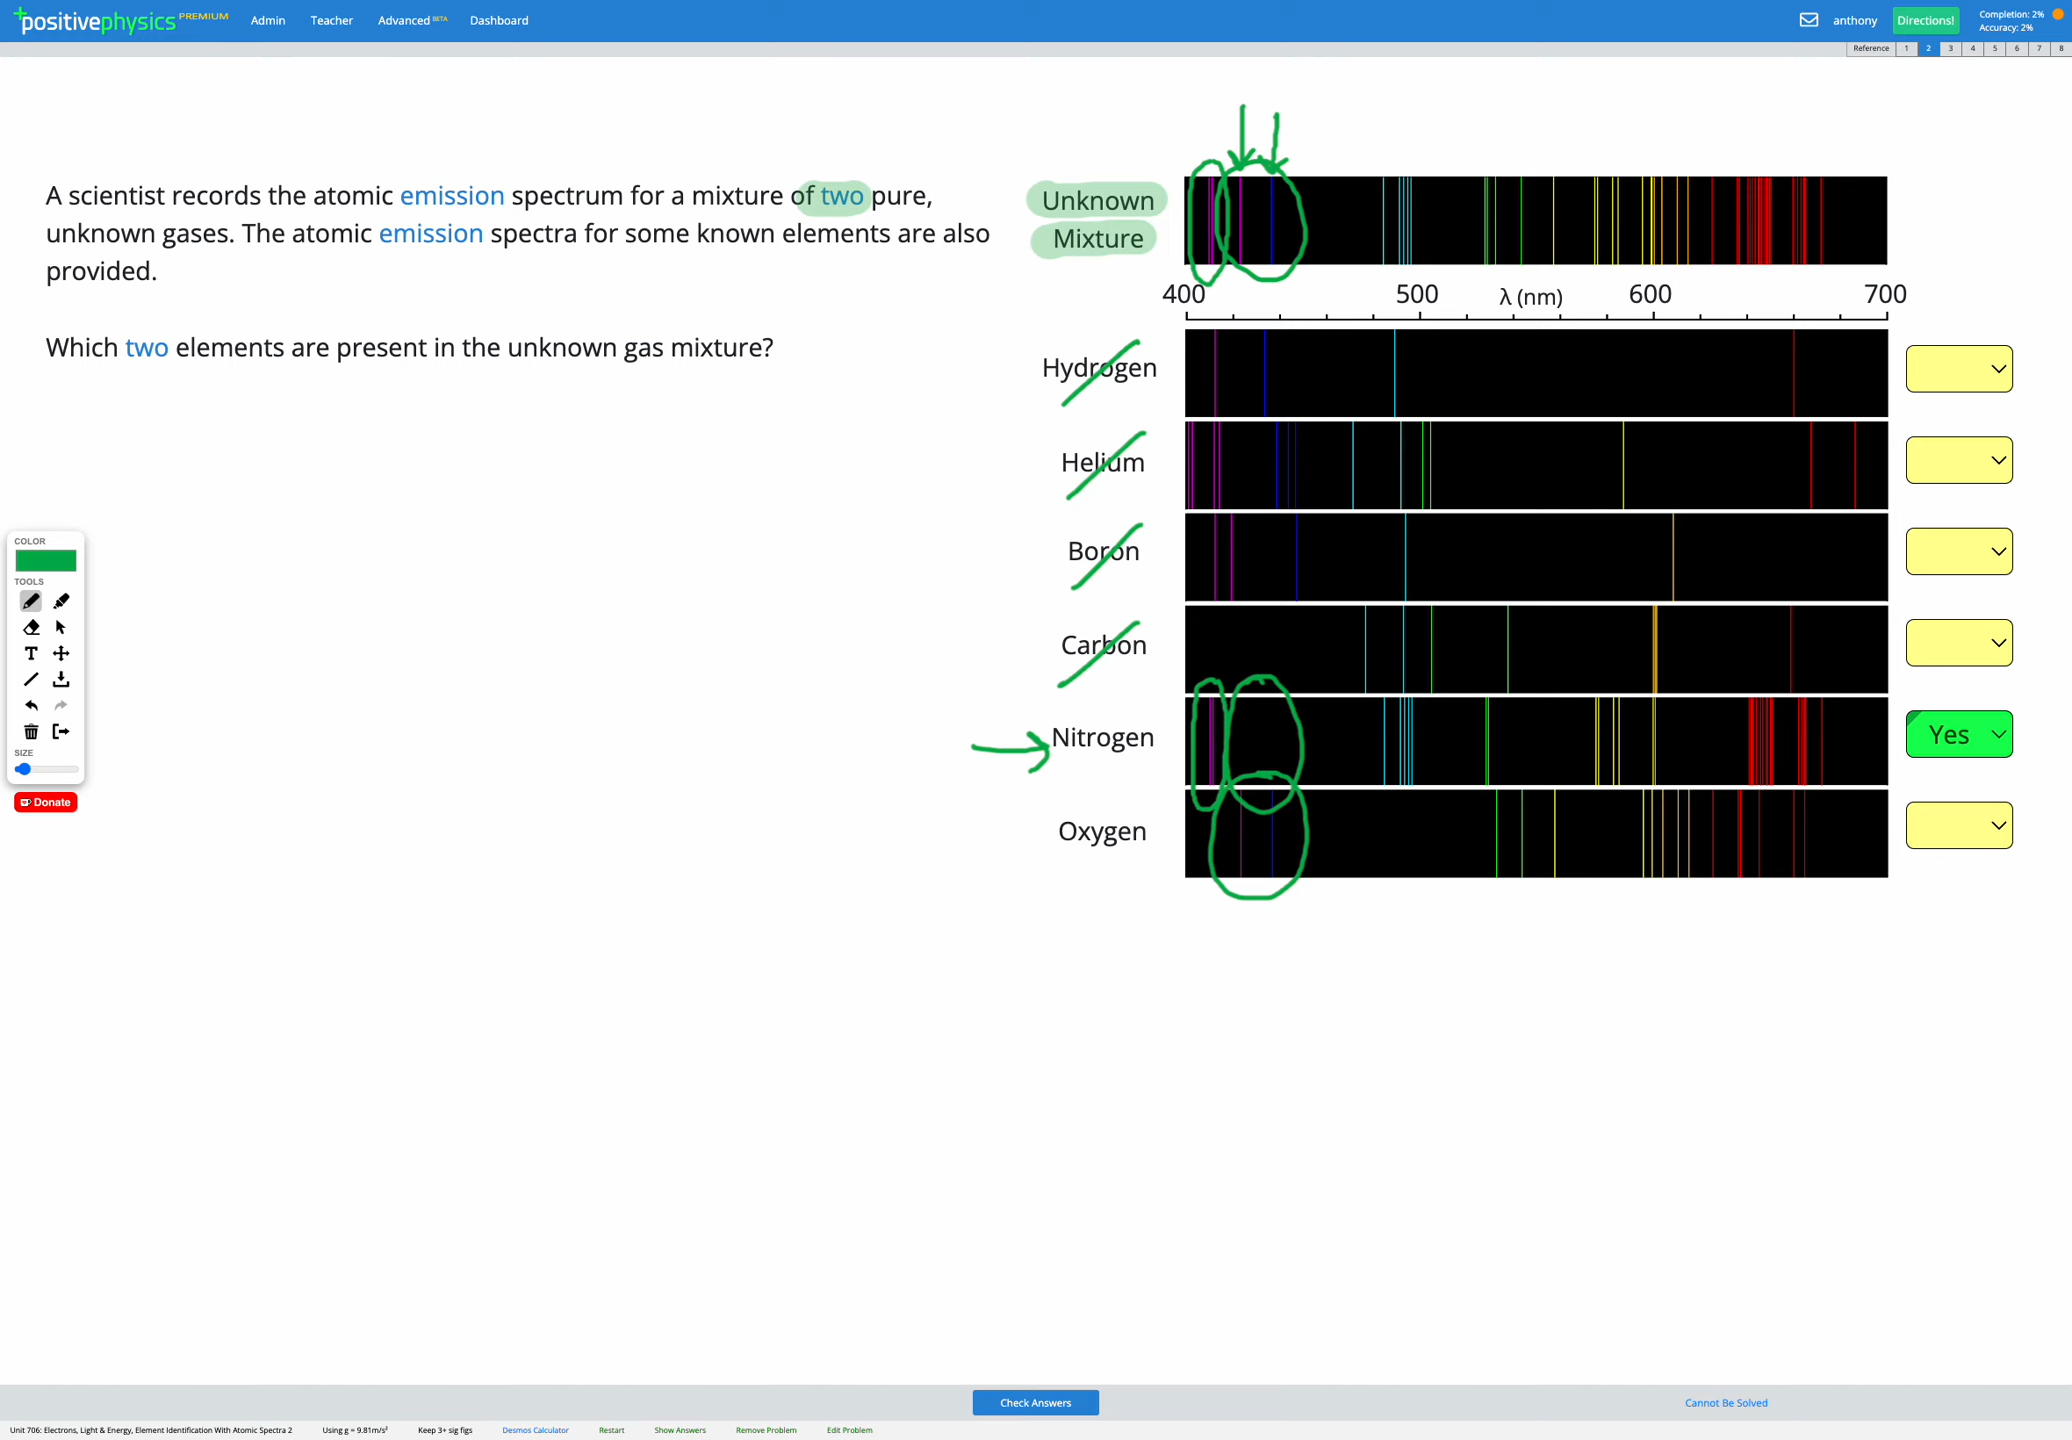 positivephysics PREMIUM Admin Teacher Advanced BETA Dashboard anthony Directions! Completion: 2%
Accuracy: 2%
Reference 1 2 3 4 5 6 7 8
A scientist records the atomic emission spectrum for a mixture of two pure,
unknown gases. The atomic emission spectra for some known elements are also
provided.
Which two elements are present in the unknown gas mixture?
Unknown
Mixture
400 500 λ (nm) 600 700
Hydrogen
Helium
Boron
Carbon
Nitrogen Yes
Oxygen
COLOR
TOOLS
T
SIZE
Donate
Check Answers Cannot Be Solved
Unit 706: Electrons, Light & Energy, Element Identification With Atomic Spectra 2 Using g = 9.81m/s² Keep 3+ sig figs Desmos Calculator Restart Show Answers Remove Problem Edit Problem